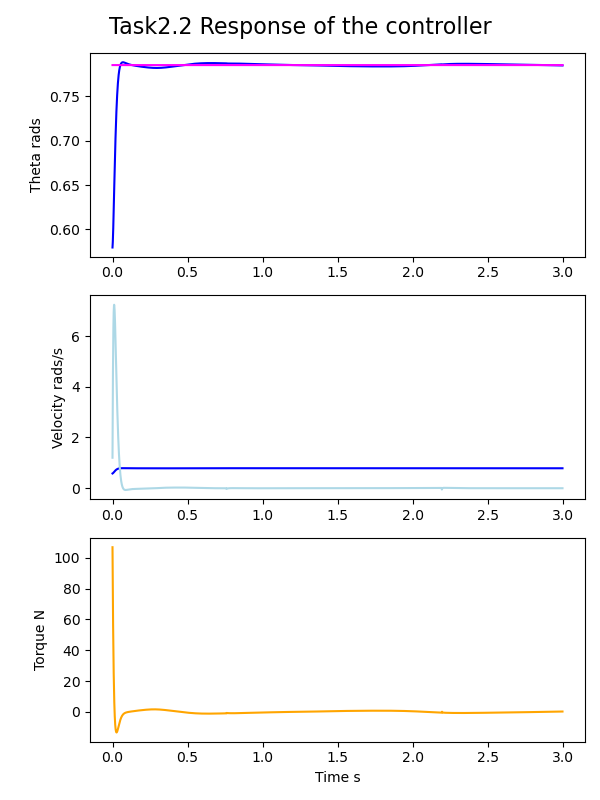 Task2.2 Response of the controller
Theta rads
0.75
0.70
0.65
0.60
0.0 0.5 1.0 1.5 2.0 2.5 3.0
Velocity rads/s
6
4
2
0
0.0 0.5 1.0 1.5 2.0 2.5 3.0
Torque N
100
80
60
40
20
0
0.0 0.5 1.0 1.5 2.0 2.5 3.0
Time s